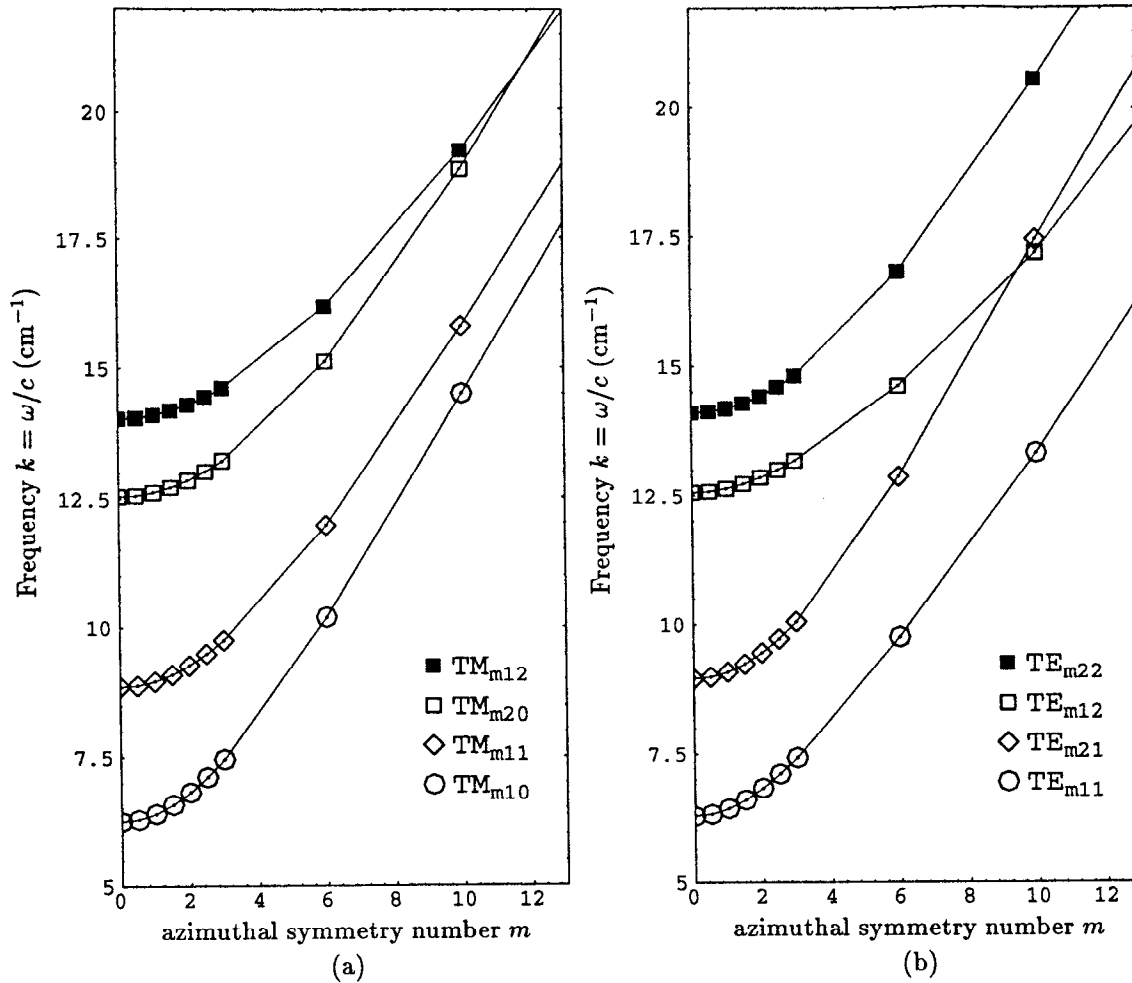 20
17.5
15
12.5
10
7.5
5
Frequency k = ω/c (cm⁻¹)
TM_m12
TM_m20
TM_m11
TM_m10
0 2 4 6 8 10 12
azimuthal symmetry number m
(a)
20
17.5
15
12.5
10
7.5
5
Frequency k = ω/c (cm⁻¹)
TE_m22
TE_m12
TE_m21
TE_m11
0 2 4 6 8 10 12
azimuthal symmetry number m
(b)